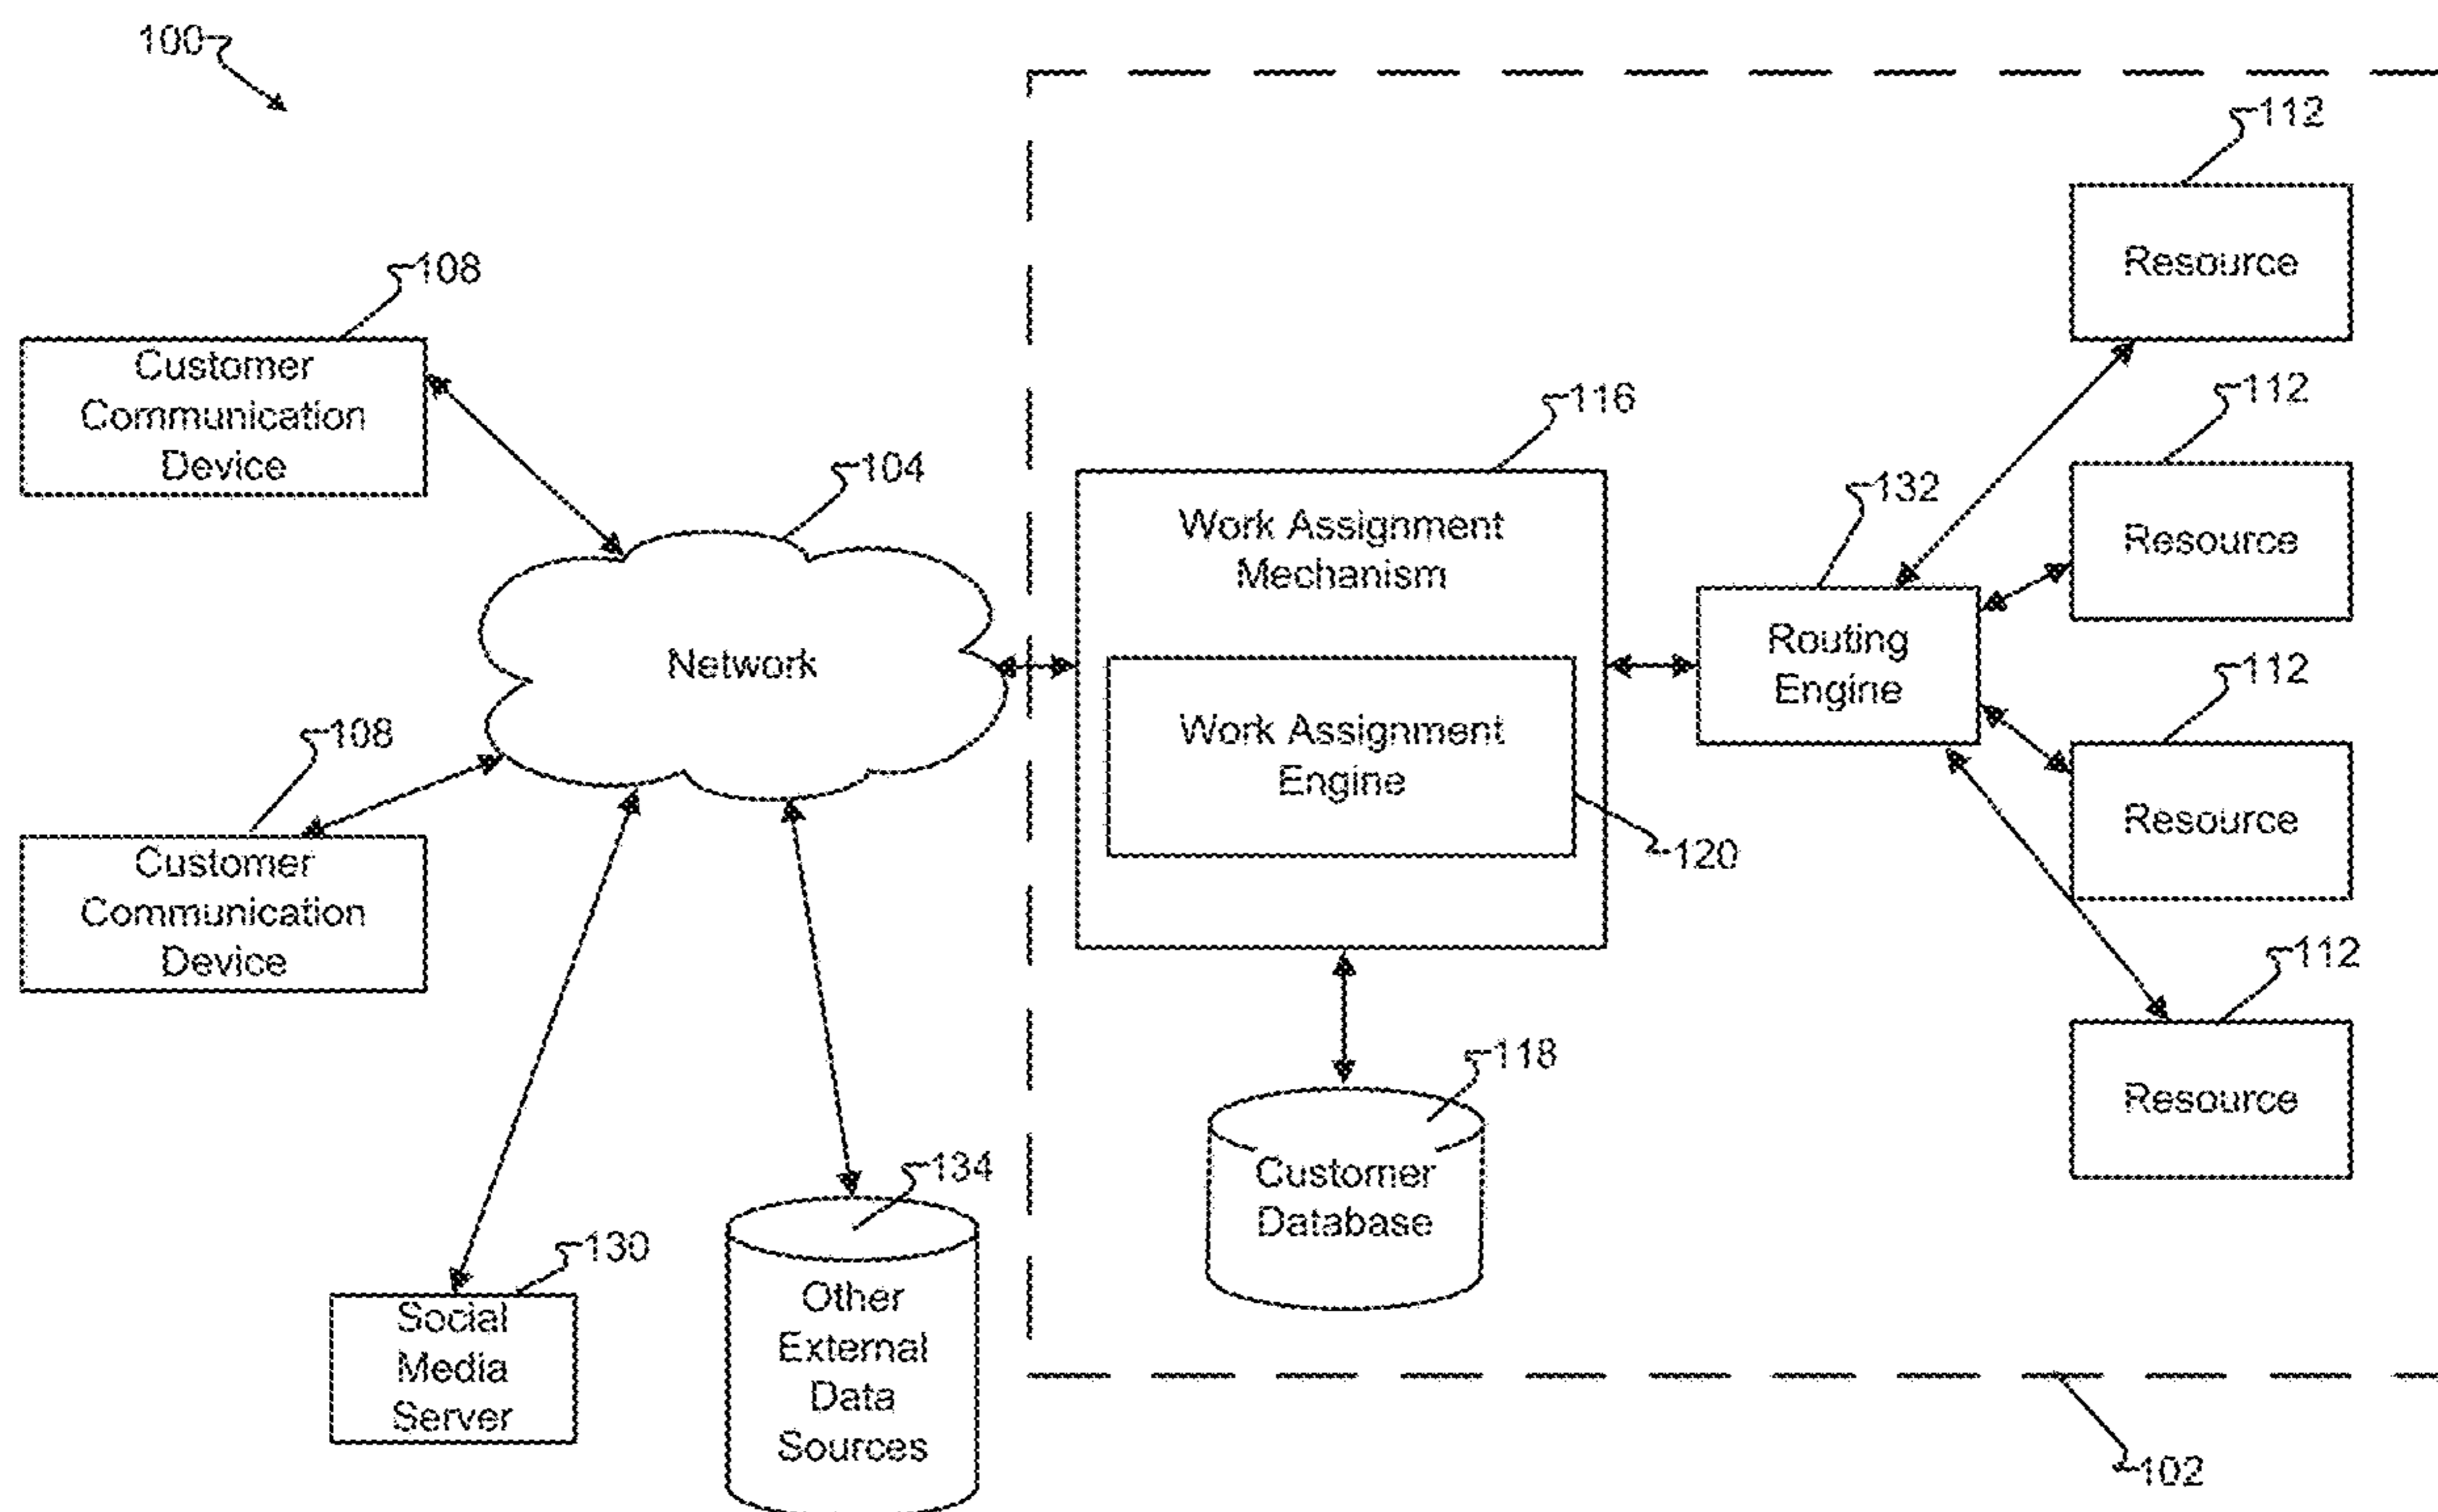 100
112
Resource
108
Customer
Communication
Device
104
Network
116
Work Assignment
Mechanism
Work Assignment
Engine
120
132
Routing
Engine
112
Resource
112
Resource
112
Resource
108
Customer
Communication
Device
118
Customer
Database
130
Social
Media
Server
134
Other
External
Data
Sources
102